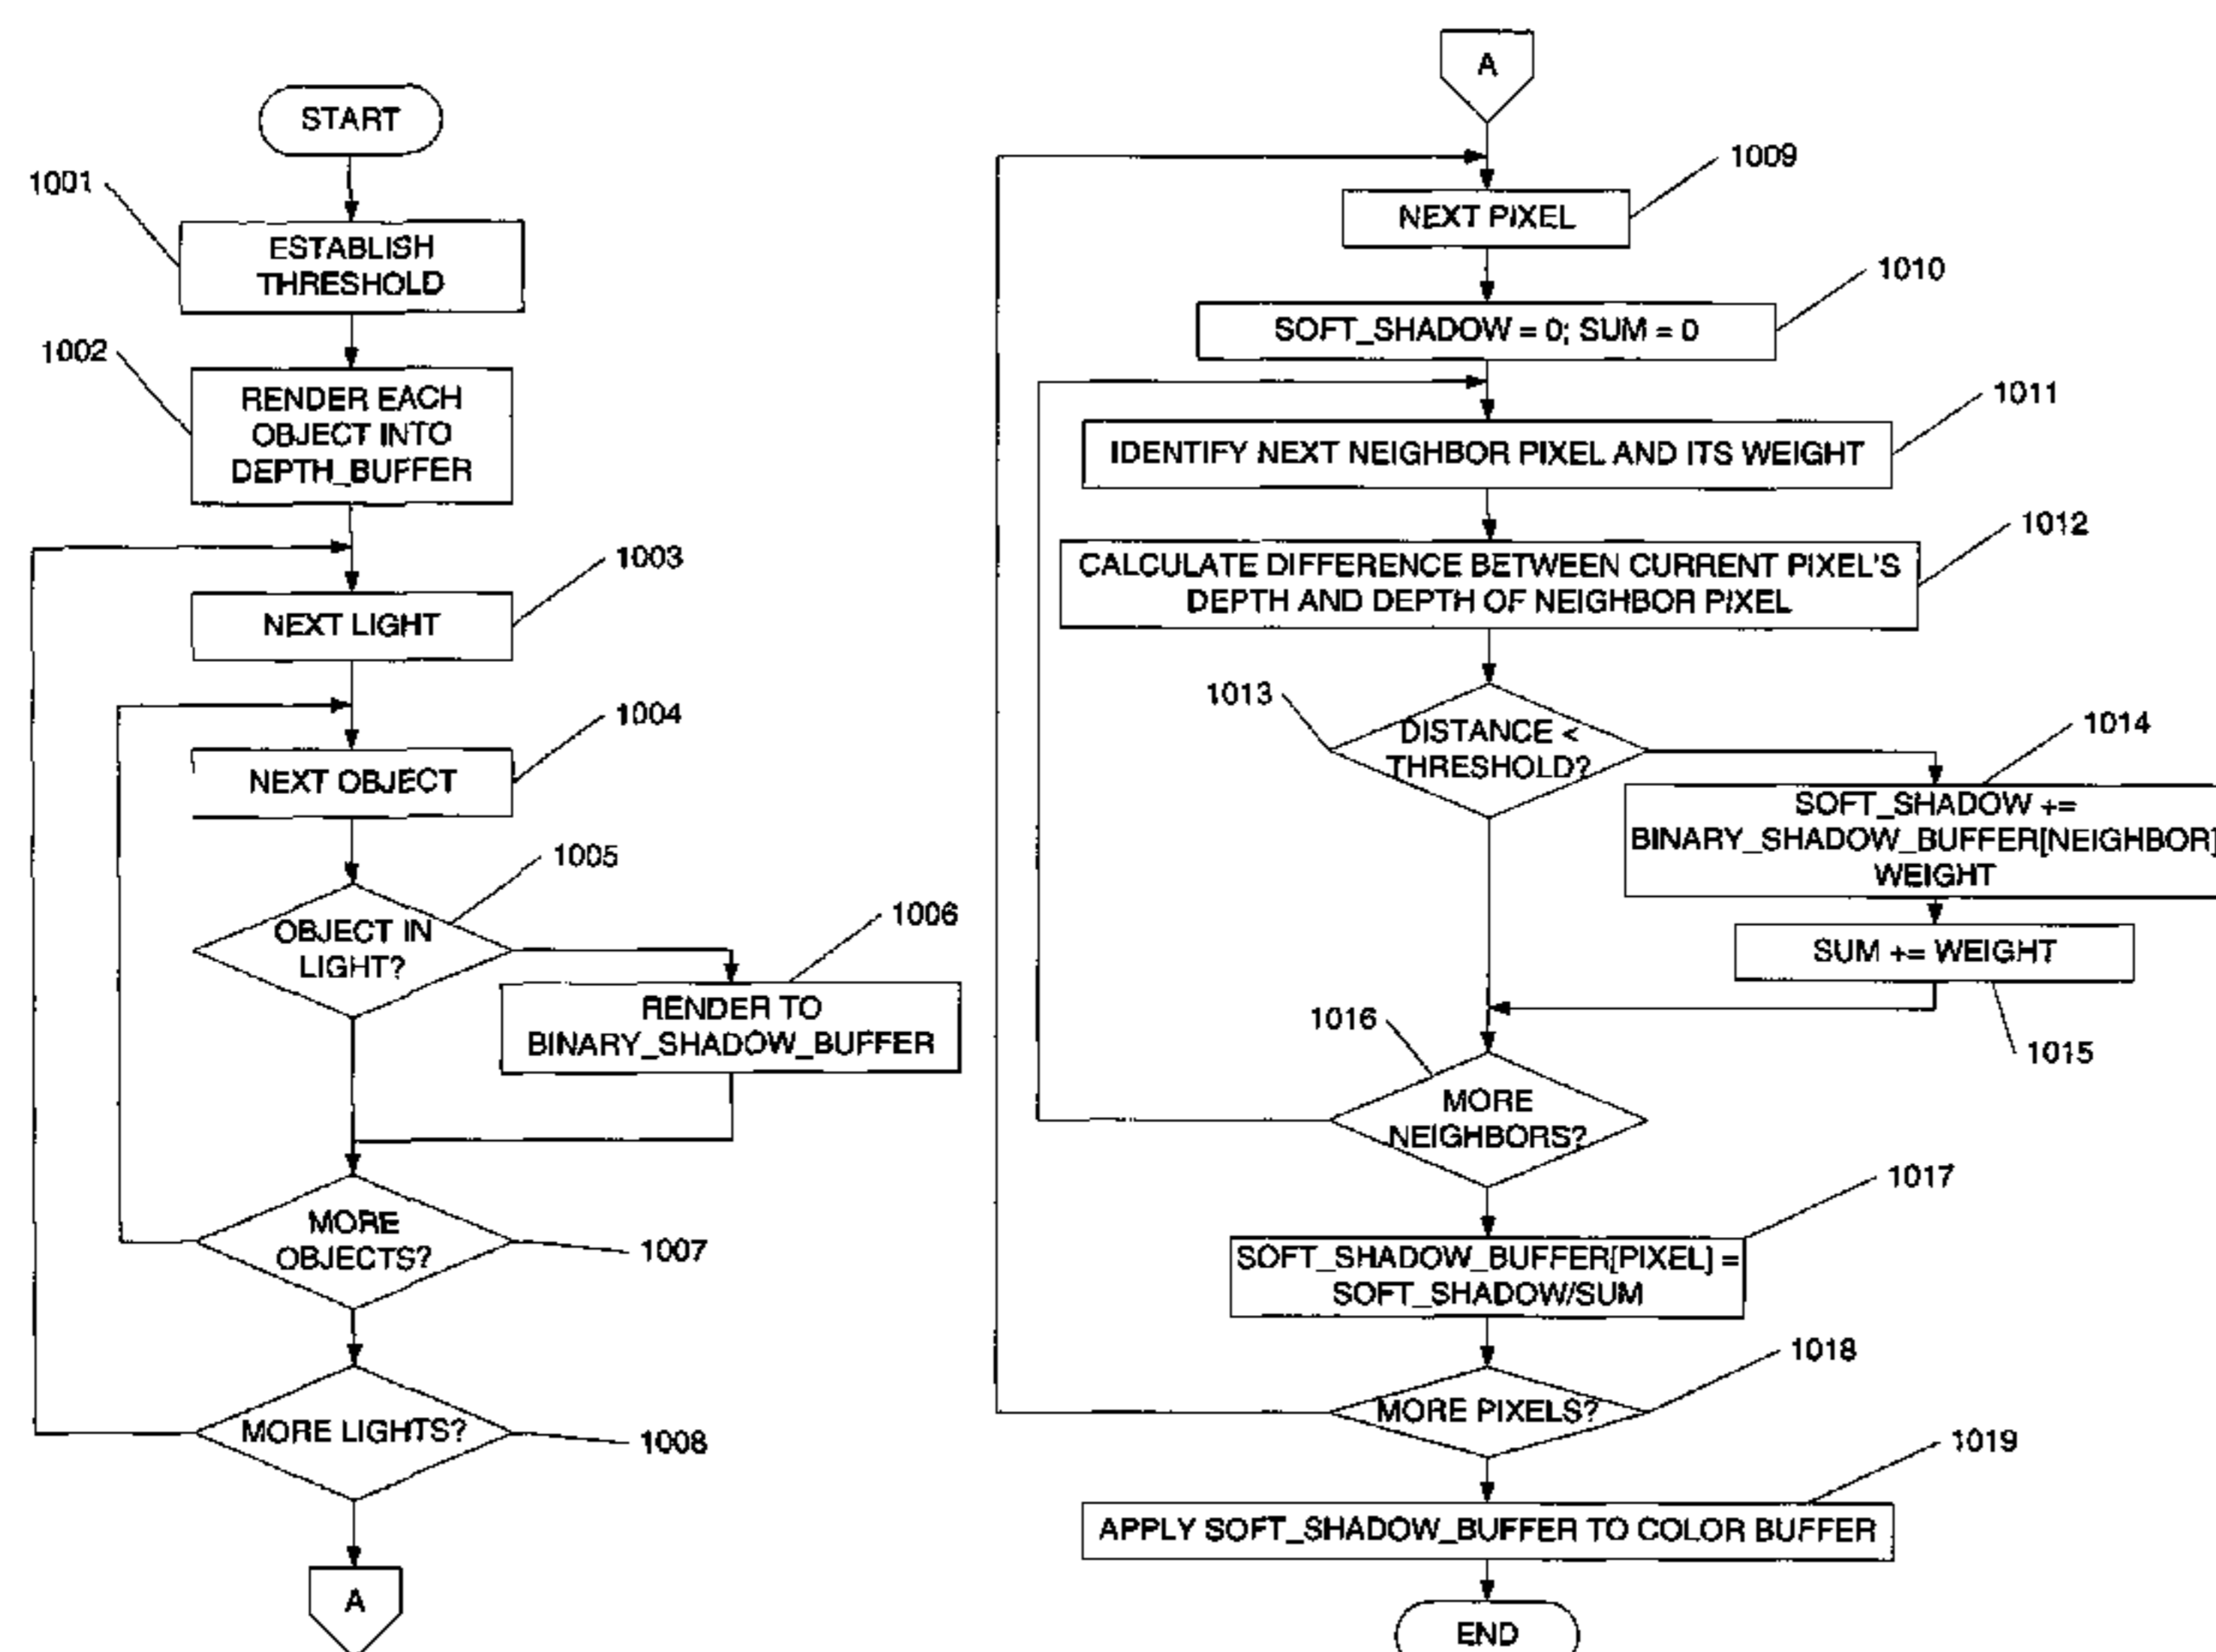 START
1001
ESTABLISH
THRESHOLD
1002
RENDER EACH
OBJECT INTO
DEPTH_BUFFER
1003
NEXT LIGHT
1004
NEXT OBJECT
1005
OBJECT IN
LIGHT?
1006
RENDER TO
BINARY_SHADOW_BUFFER
MORE
OBJECTS?
1007
MORE LIGHTS?
1008
A
A
1009
NEXT PIXEL
1010
SOFT_SHADOW = 0; SUM = 0
1011
IDENTIFY NEXT NEIGHBOR PIXEL AND ITS WEIGHT
1012
CALCULATE DIFFERENCE BETWEEN CURRENT PIXEL'S
DEPTH AND DEPTH OF NEIGHBOR PIXEL
1013
DISTANCE <
THRESHOLD?
1014
SOFT_SHADOW +=
BINARY_SHADOW_BUFFER[NEIGHBOR]
WEIGHT
SUM += WEIGHT
1015
1016
MORE
NEIGHBORS?
1017
SOFT_SHADOW_BUFFER[PIXEL] =
SOFT_SHADOW/SUM
1018
MORE PIXELS?
1019
APPLY SOFT_SHADOW_BUFFER TO COLOR BUFFER
END